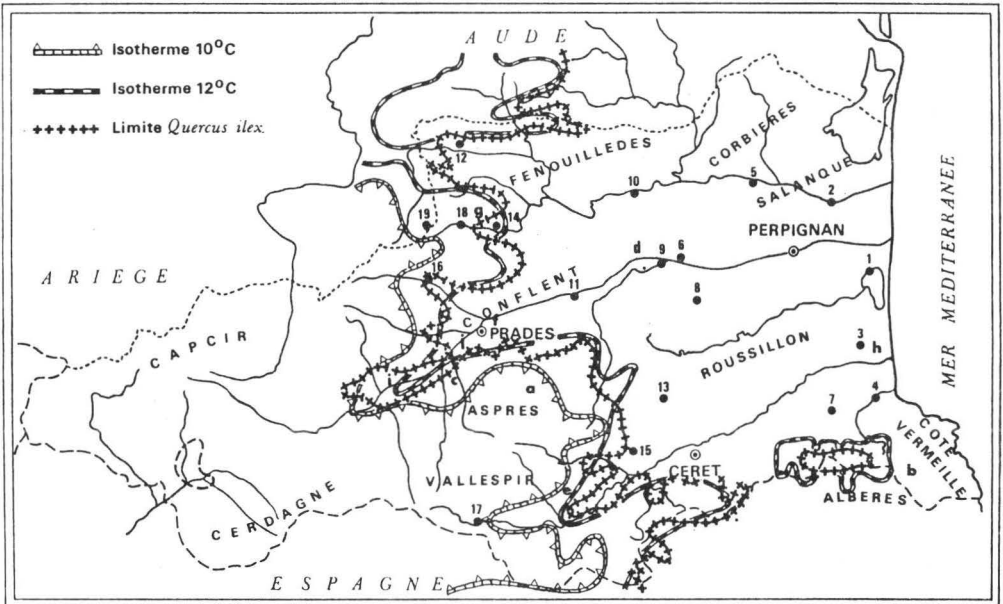 AUDE
Isotherme 10°C
Isotherme 12°C
Limite Quercus ilex.
12
FENOUILLEDES
CORBIERES
SALANQUE
10
5
2
19
18
g
14
PERPIGNAN
MER MEDITERRANEE
ARIEGE
16
d
9
6
1
CONFLENT
11
8
CAPCIR
f
PRADES
3
h
ROUSSILLON
i
c
a
ASPRES
13
7
4
COTE VERMEILLE
15
CERET
VALLESPIR
e
b
ALBERES
17
CERDAGNE
ESPAGNE